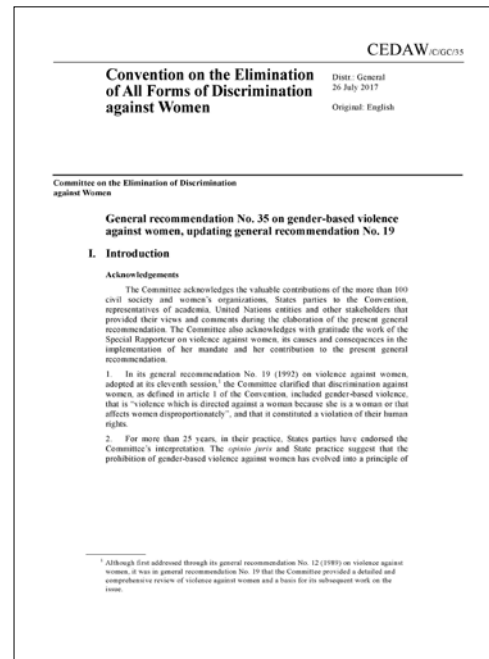 CEDAW/C/GC/35
Convention on the Elimination
of All Forms of Discrimination
against Women
Distr.: General
26 July 2017
Original: English
Committee on the Elimination of Discrimination
against Women
General recommendation No. 35 on gender-based violence
against women, updating general recommendation No. 19
I. Introduction
Acknowledgements
The Committee acknowledges the valuable contributions of the more than 100
civil society and women's organizations, States parties to the Convention,
representatives of academia, United Nations entities and other stakeholders that
provided their views and comments during the elaboration of the present general
recommendation. The Committee also acknowledges with gratitude the work of the
Special Rapporteur on violence against women, its causes and consequences in the
implementation of her mandate and her contribution to the present general
recommendation.
1. In its general recommendation No. 19 (1992) on violence against women,
adopted at its eleventh session,1 the Committee clarified that discrimination against
women, as defined in article 1 of the Convention, included gender-based violence,
that is "violence which is directed against a woman because she is a woman or that
affects women disproportionately", and that it constituted a violation of their human
rights.
2. For more than 25 years, in their practice, States parties have endorsed the
Committee's interpretation. The opinio juris and State practice suggest that the
prohibition of gender-based violence against women has evolved into a principle of
1 Although first addressed through its general recommendation No. 12 (1989) on violence against
women, it was in general recommendation No. 19 that the Committee provided a detailed and
comprehensive review of violence against women and a basis for its subsequent work on the
issue.